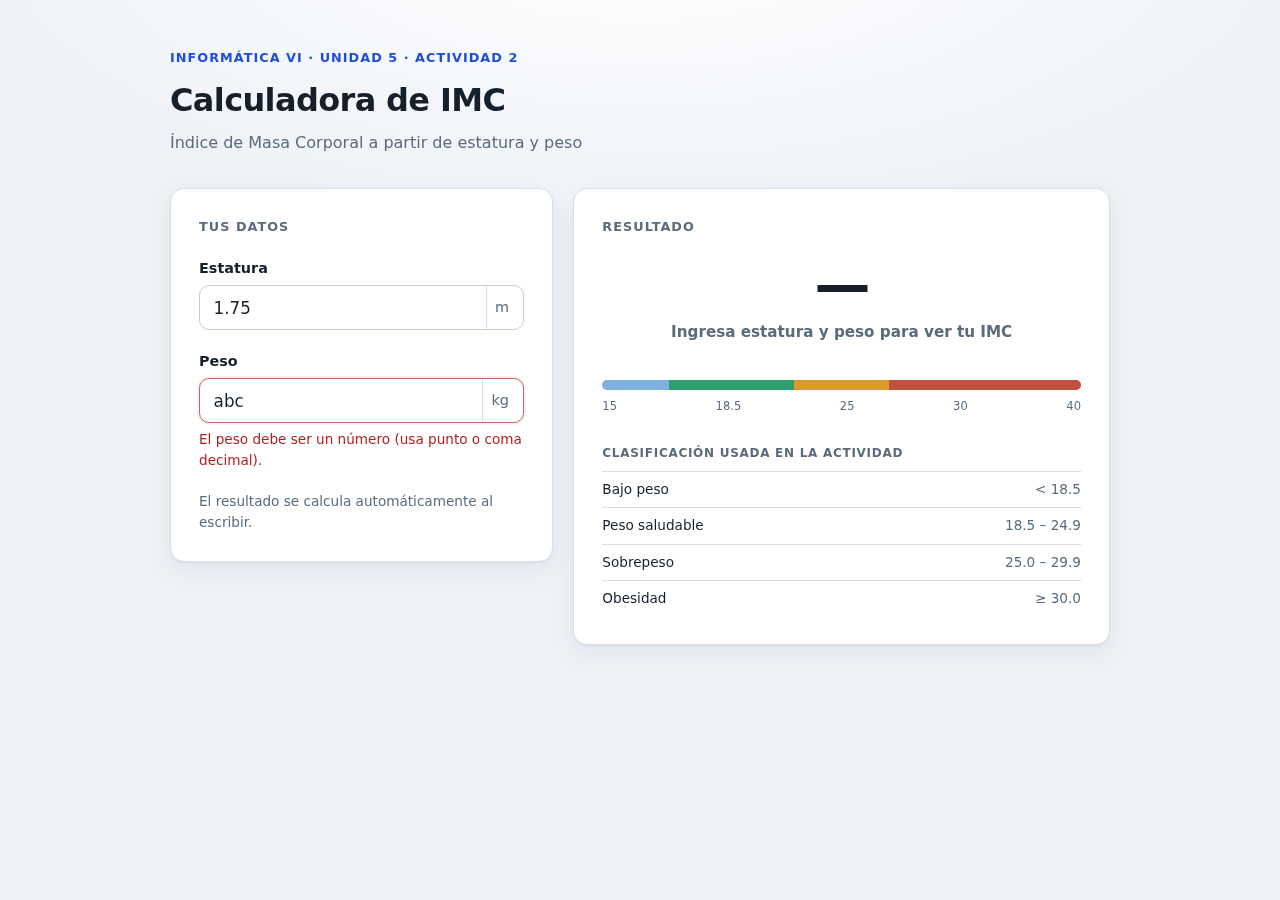 INFORMÁTICA VI · UNIDAD 5 · ACTIVIDAD 2
Calculadora de IMC
Índice de Masa Corporal a partir de estatura y peso
TUS DATOS
Estatura
1.75 m
Peso
abc kg
El peso debe ser un número (usa punto o coma
decimal).
El resultado se calcula automáticamente al
escribir.
RESULTADO
—
Ingresa estatura y peso para ver tu IMC
15 18.5 25 30 40
CLASIFICACIÓN USADA EN LA ACTIVIDAD
Bajo peso < 18.5
Peso saludable 18.5 – 24.9
Sobrepeso 25.0 – 29.9
Obesidad ≥ 30.0